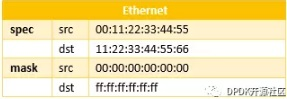 Ethernet
spec src 00:11:22:33:44:55
dst 11:22:33:44:55:66
mask src 00:00:00:00:00:00
dst ff:ff:ff:ff:ff:ff
DPDK开源社区